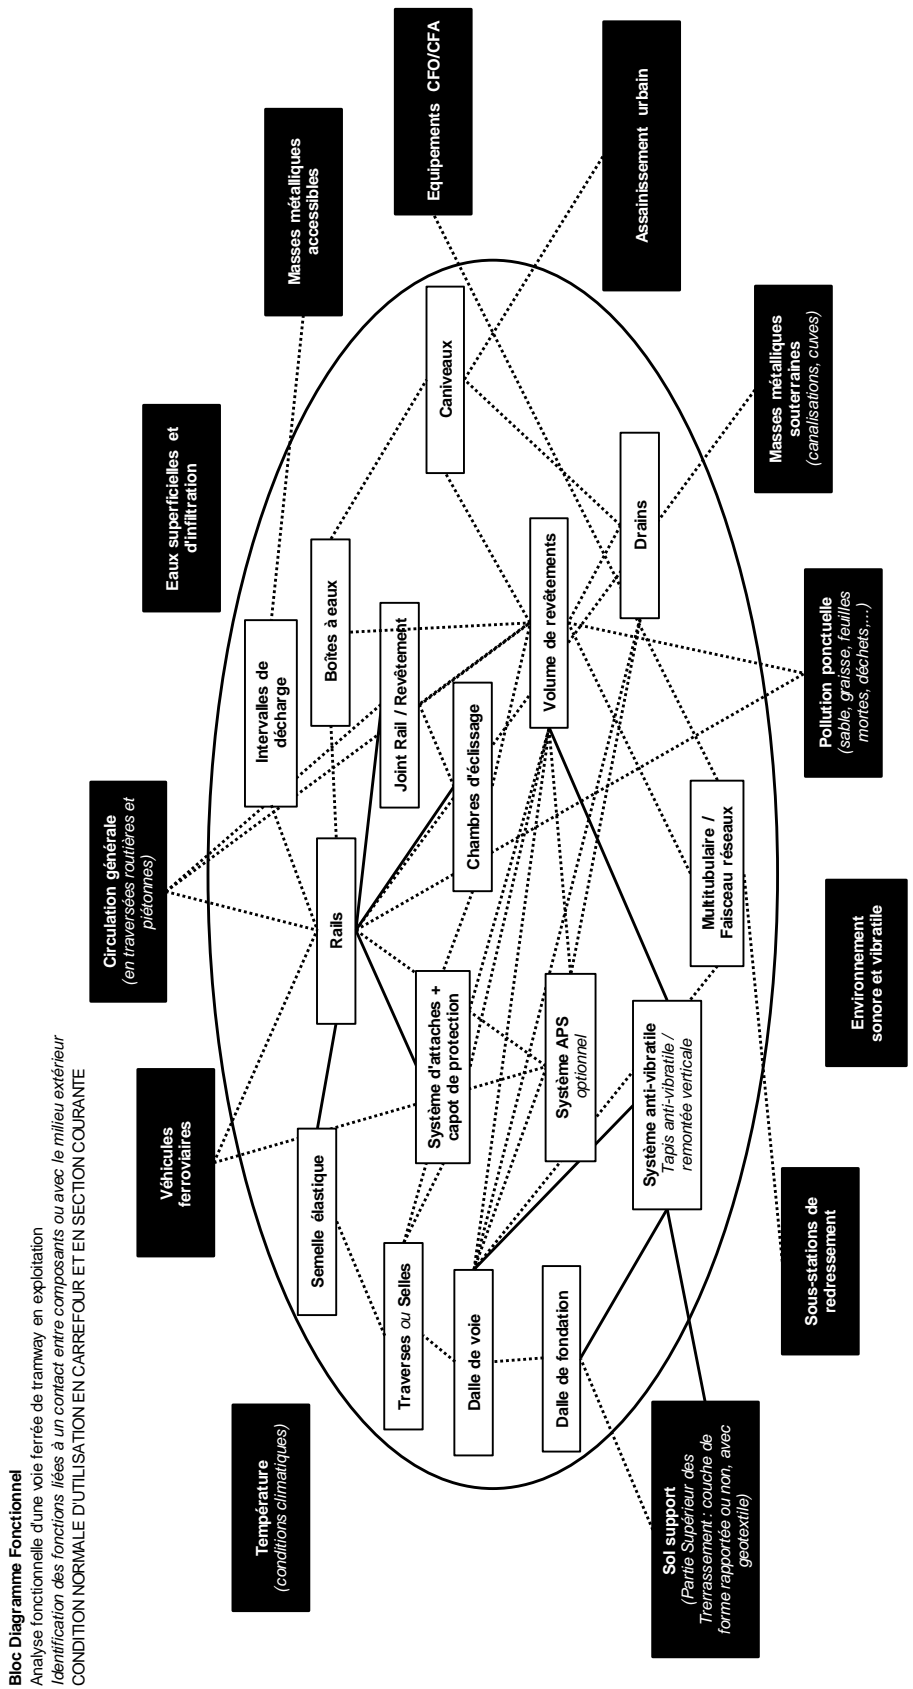 Bloc Diagramme Fonctionnel
Analyse fonctionnelle d'une voie ferrée de tramway en exploitation
Identification des fonctions liées à un contact entre composants ou avec le milieu extérieur
CONDITION NORMALE D'UTILISATION EN CARREFOUR ET EN SECTION COURANTE
Température
(conditions climatiques)
Véhicules
ferroviaires
Circulation générale
(en traversées routières et
piétonnes)
Eaux superficielles et
d'infiltration
Masses métalliques
accessibles
Equipements CFO/CFA
Assainissement urbain
Intervalles de
décharge
Boîtes à eaux
Caniveaux
Semelle élastique
Rails
Joint Rail / Revêtement
Traverses ou Selles
Système d'attaches +
capot de protection
Chambres d'éclissage
Dalle de voie
Volume de revêtements
Dalle de fondation
Système APS
optionnel
Drains
Système anti-vibratile
Tapis anti-vibratile /
remontée verticale
Multitubulaire /
Faisceau réseaux
Sol support
(Partie Supérieur des
Trerrassement : couche de
forme rapportée ou non, avec
geotextile)
Sous-stations de
redressement
Environnement
sonore et vibratile
Pollution ponctuelle
(sable, graisse, feuilles
mortes, déchets,...)
Masses métalliques
souterraines
(canalisations, cuves)